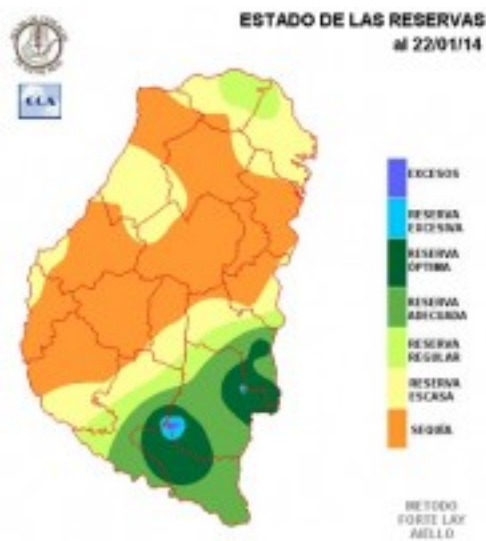 ESTADO DE LAS RESERVAS
al 22/01/14
CCA
EXCESOS
RESERVA
EXCESIVA
RESERVA
ÓPTIMA
RESERVA
ADECUADA
RESERVA
REGULAR
RESERVA
ESCASA
SEQUÍA
METODO
FORTE LAY
AIELLO